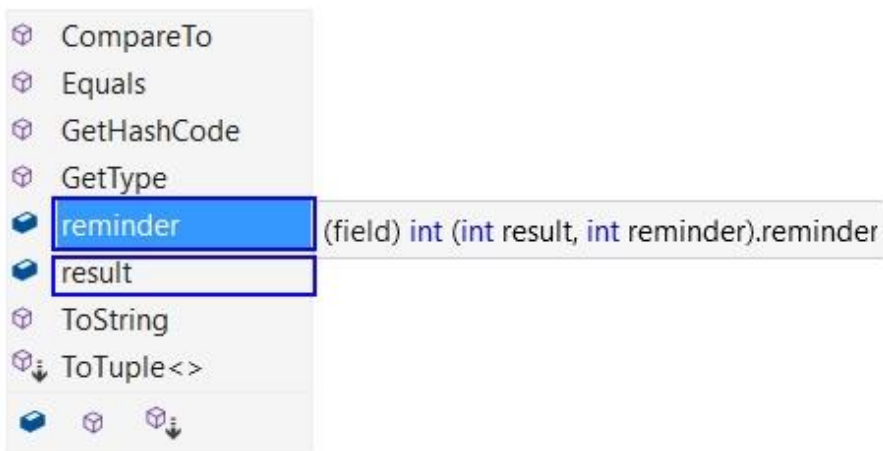 CompareTo
Equals
GetHashCode
GetType
reminder (field) int (int result, int reminder).reminder
result
ToString
ToTuple<>